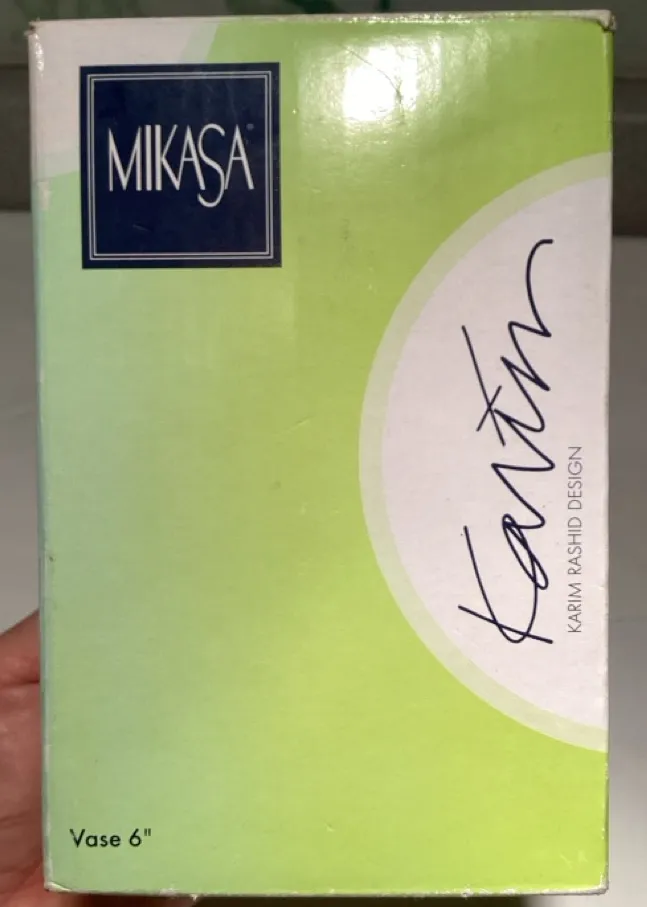 MIKASA®
Karim
KARIM RASHID DESIGN
Vase 6"